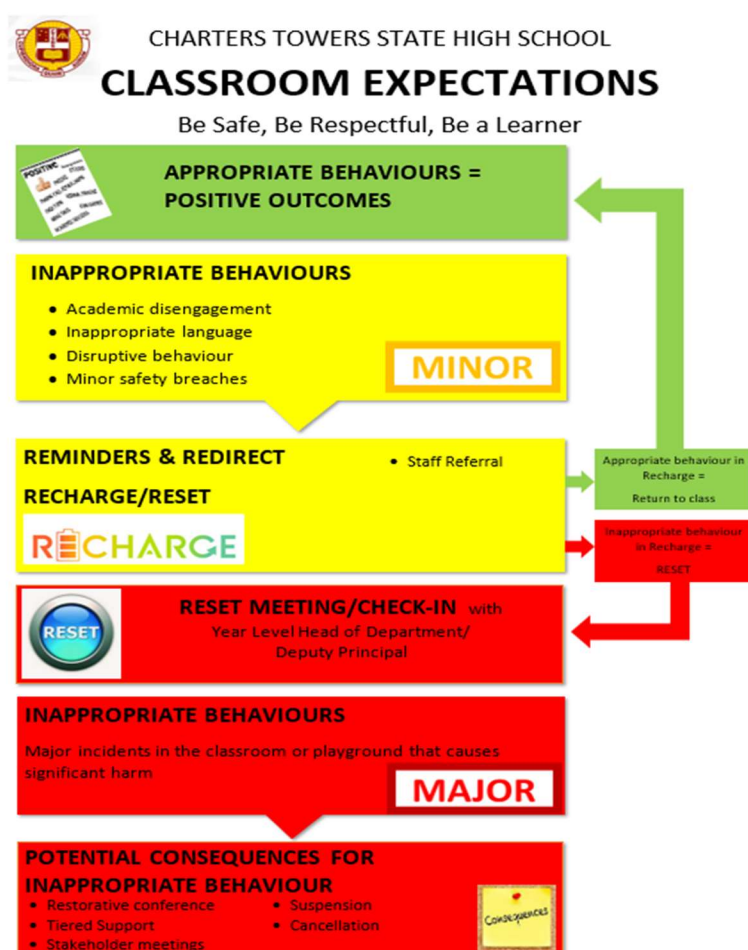 CHARTERS TOWERS STATE HIGH SCHOOL
CLASSROOM EXPECTATIONS
Be Safe, Be Respectful, Be a Learner
POSITIVE
APPROPRIATE BEHAVIOURS =
POSITIVE OUTCOMES
INAPPROPRIATE BEHAVIOURS
• Academic disengagement
• Inappropriate language
• Disruptive behaviour
• Minor safety breaches
MINOR
REMINDERS & REDIRECT
• Staff Referral
RECHARGE/RESET
RECHARGE
Appropriate behaviour in
Recharge =
Return to class
Inappropriate behaviour
in Recharge =
RESET
RESET
RESET MEETING/CHECK-IN with
Year Level Head of Department/
Deputy Principal
INAPPROPRIATE BEHAVIOURS
Major incidents in the classroom or playground that causes
significant harm
MAJOR
POTENTIAL CONSEQUENCES FOR
INAPPROPRIATE BEHAVIOUR
• Restorative conference
• Tiered Support
• Stakeholder meetings
• Suspension
• Cancellation
Consequences